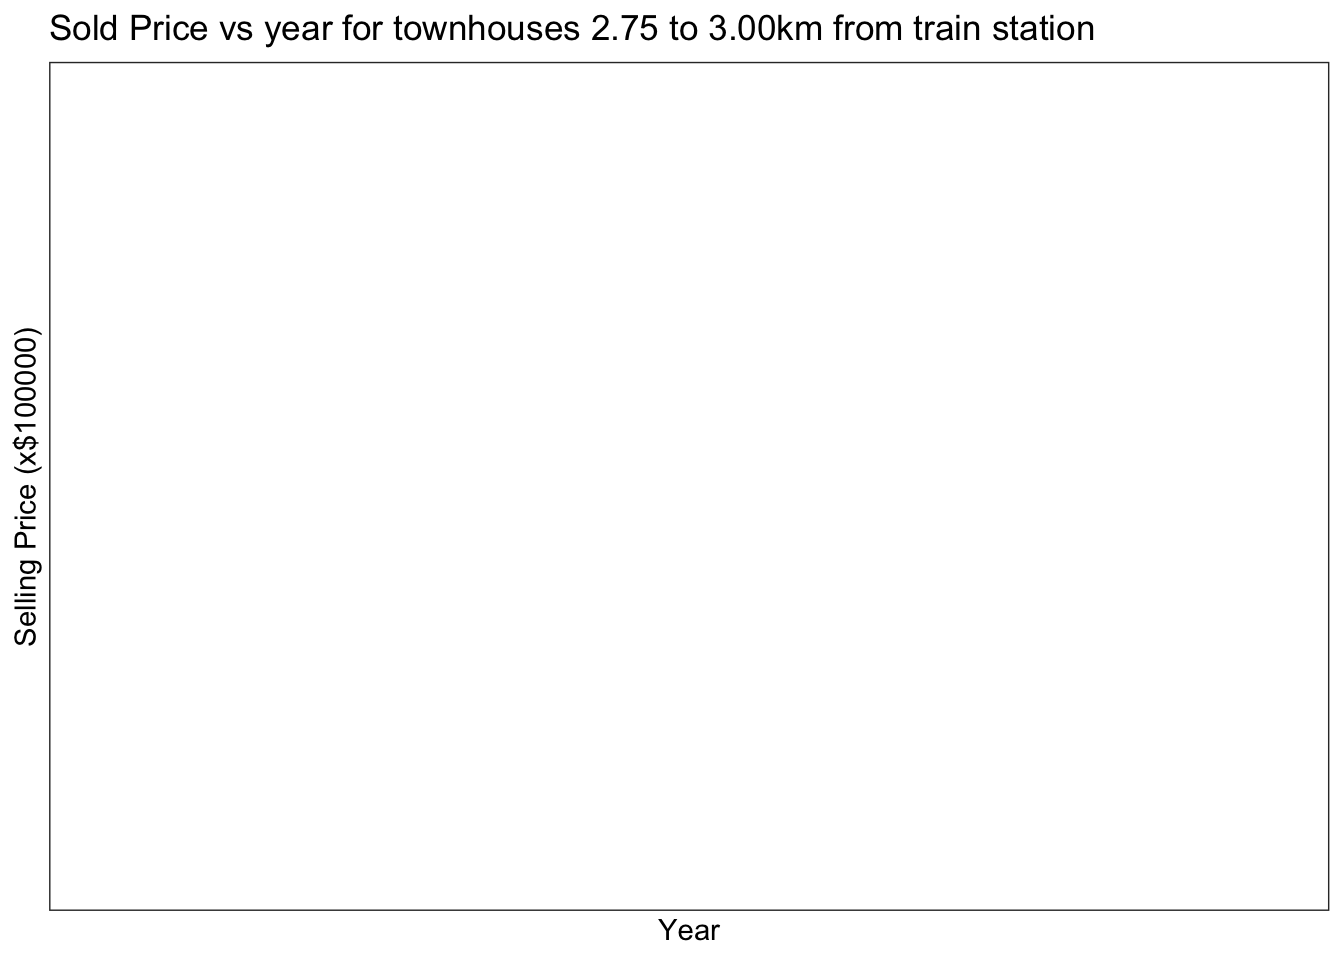 Sold Price vs year for townhouses 2.75 to 3.00km from train station
Selling Price (x$100000)
Year